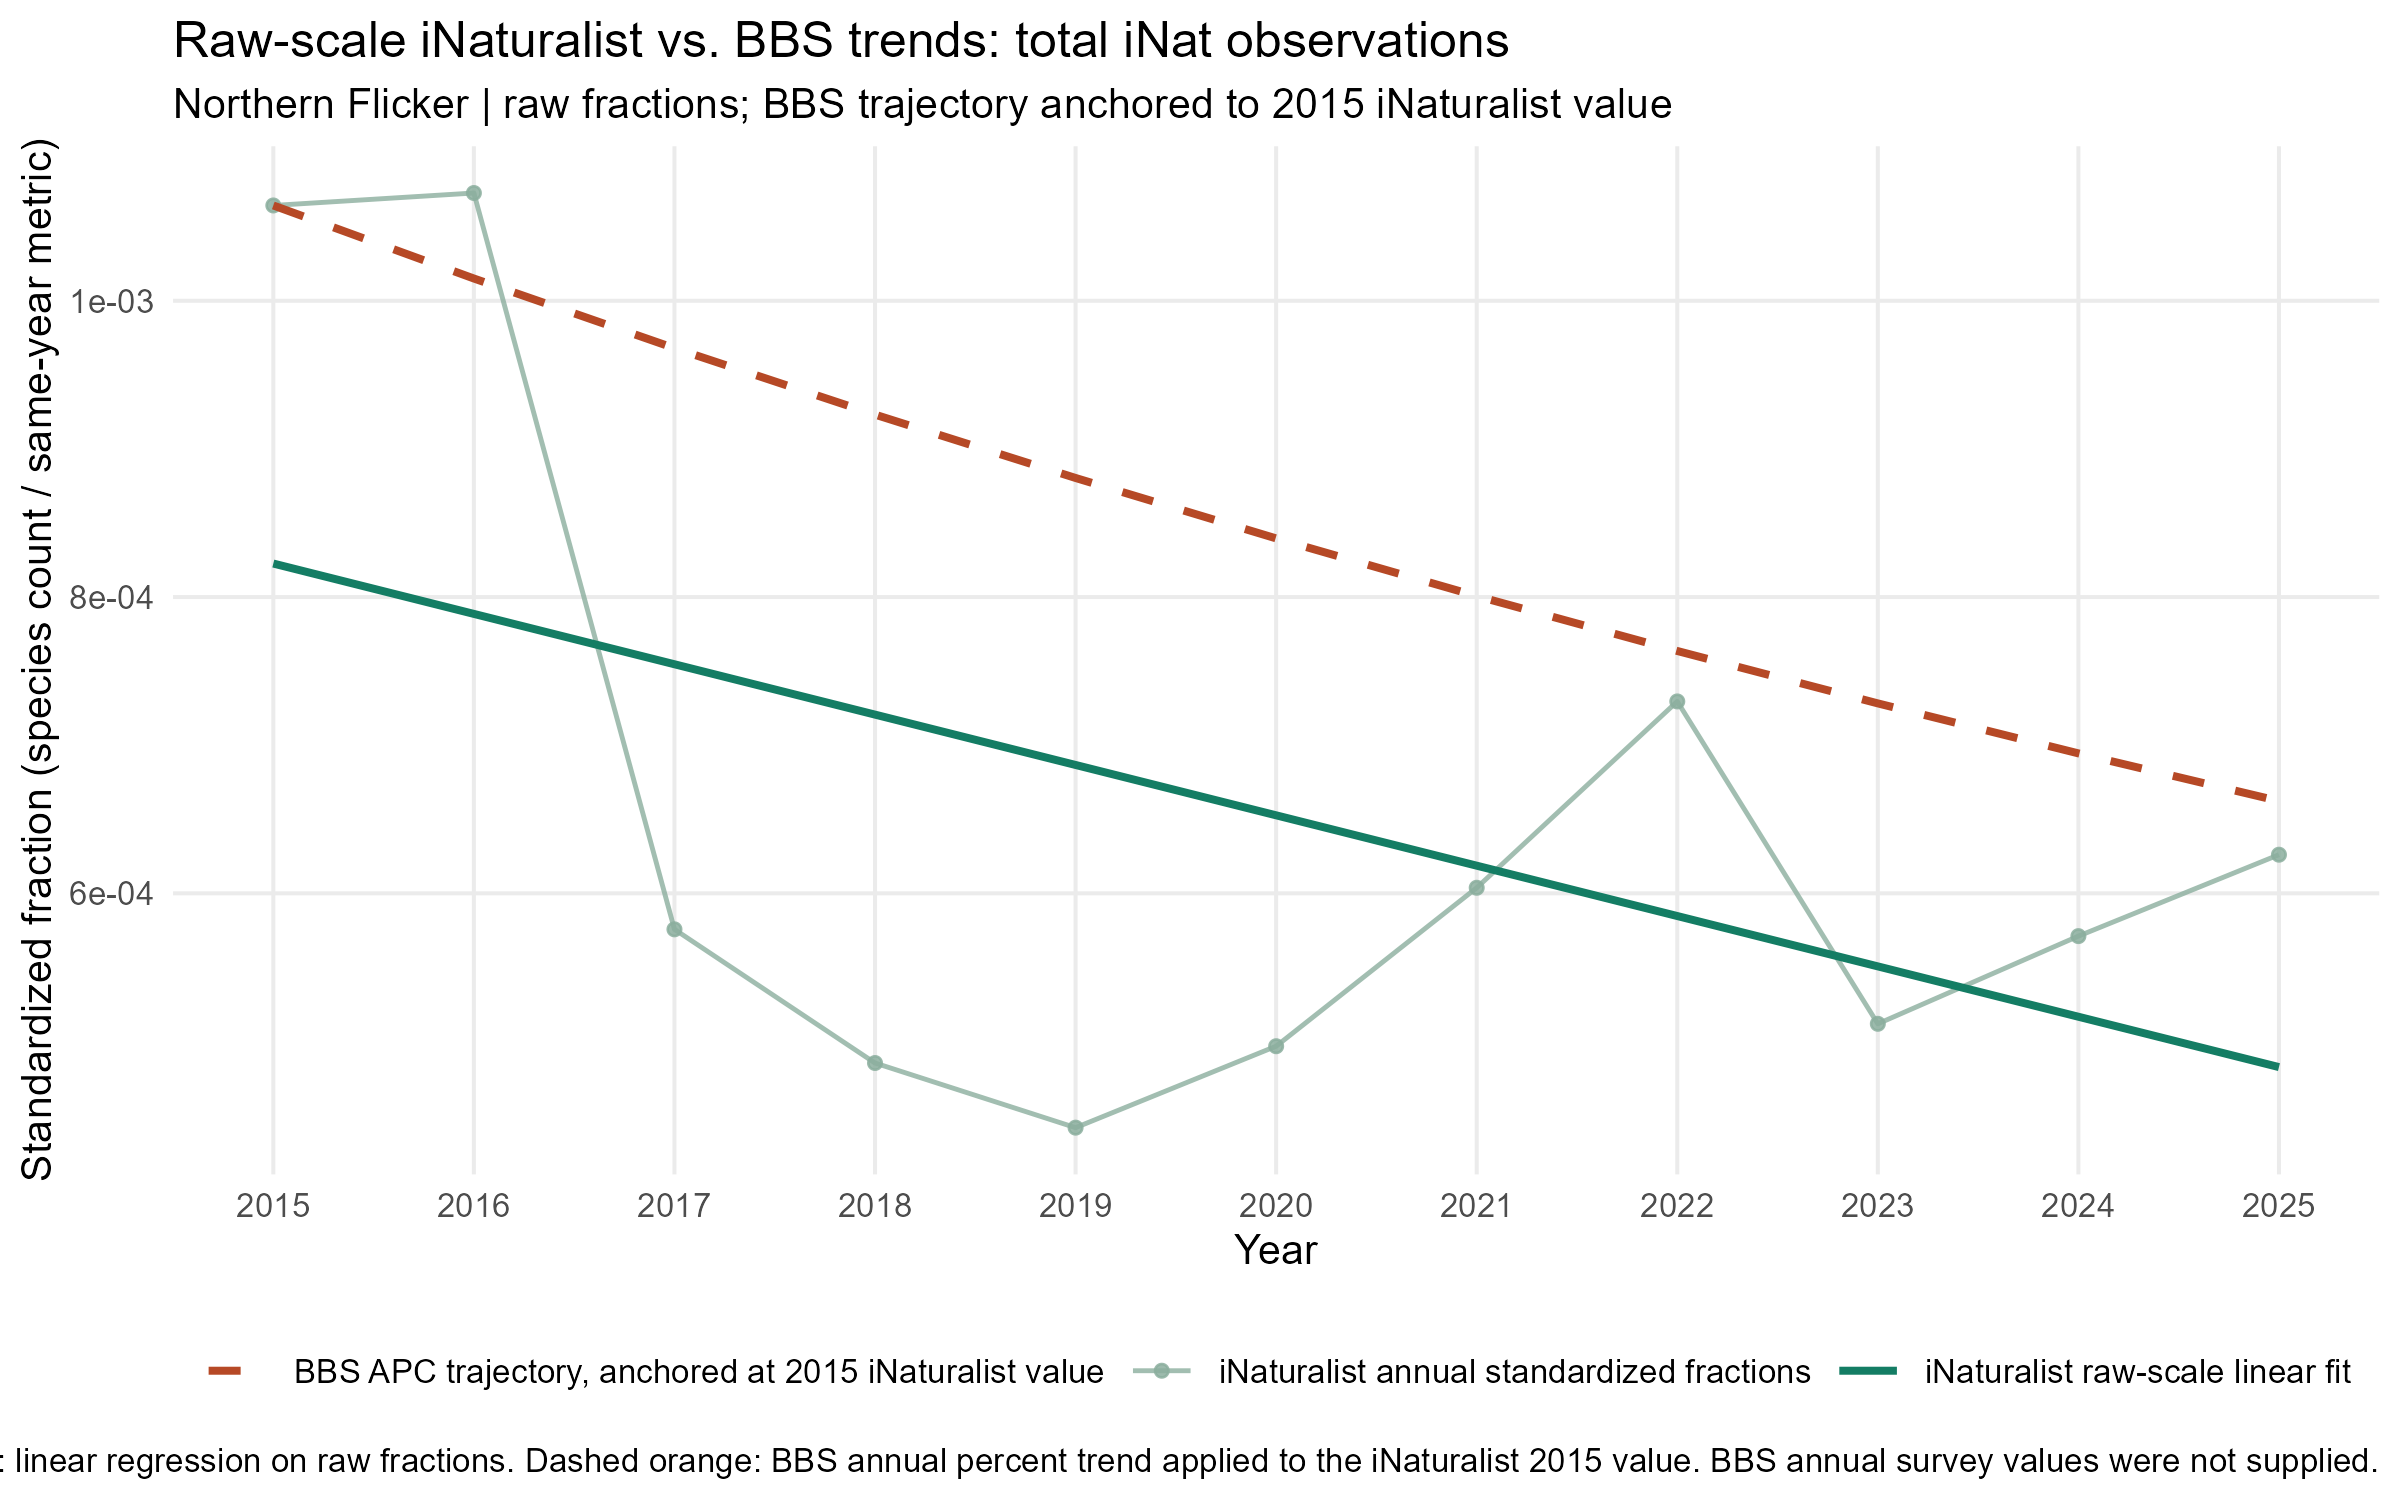 Raw-scale iNaturalist vs. BBS trends: total iNat observations
Northern Flicker | raw fractions; BBS trajectory anchored to 2015 iNaturalist value
Standardized fraction (species count / same-year metric)
1e-03
8e-04
6e-04
2015 2016 2017 2018 2019 2020 2021 2022 2023 2024 2025
Year
BBS APC trajectory, anchored at 2015 iNaturalist value iNaturalist annual standardized fractions iNaturalist raw-scale linear fit
: linear regression on raw fractions. Dashed orange: BBS annual percent trend applied to the iNaturalist 2015 value. BBS annual survey values were not supplied.